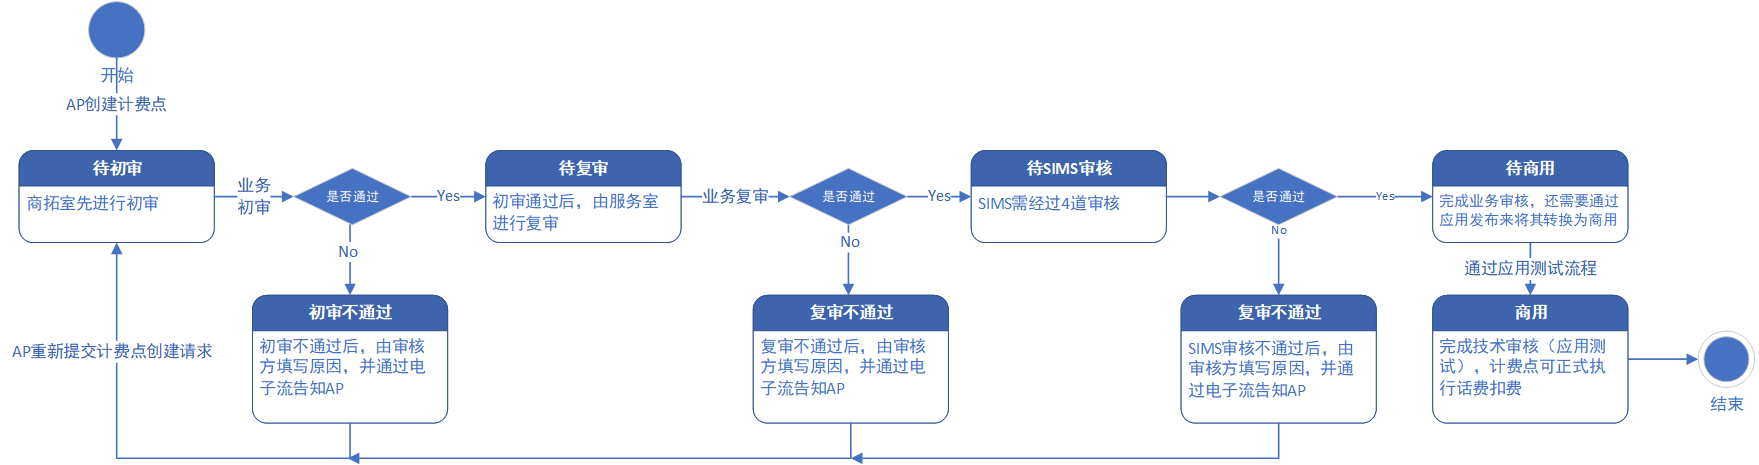 开始
AP创建计费点
待初审
商拓室先进行初审
业务
初审
是否通过
Yes
待复审
初审通过后，由服务室
进行复审
业务复审
是否通过
Yes
待SIMS审核
SIMS需经过4道审核
是否通过
Yes
待商用
完成业务审核，还需要通过
应用发布来将其转换为商用
No
No
No
通过应用测试流程
初审不通过
初审不通过后，由审核
方填写原因，并通过电
子流告知AP
复审不通过
复审不通过后，由审核
方填写原因，并通过电
子流告知AP
复审不通过
SIMS审核不通过后，由
审核方填写原因，并通
过电子流告知AP
商用
完成技术审核（应用测
试），计费点可正式执
行话费扣费
AP重新提交计费点创建请求
结束